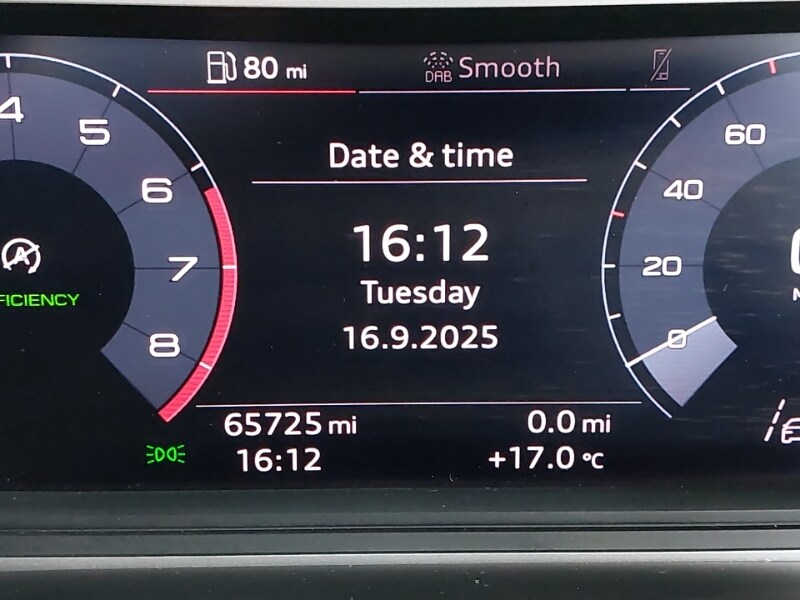 80 mi
DAB Smooth
Date & time
4
5
6
7
8
A
FICIENCY
16:12
Tuesday
16.9.2025
60
40
20
0
65725 mi
0.0 mi
16:12
+17.0 °C